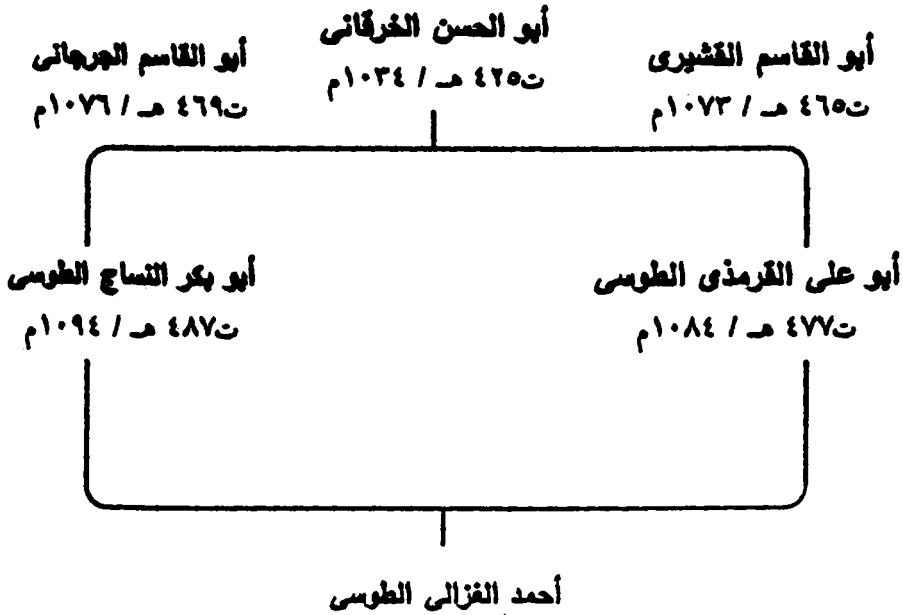 أبو الحسن الخرقانى
ت٤٢٥ هـ / ١٠٣٤م
أبو القاسم القشيرى
ت٤٦٥ هـ / ١٠٧٣م
أبو القاسم الجرجانى
ت٤٦٩ هـ / ١٠٧٦م
أبو على القرمذى الطوسى
ت٤٧٧ هـ / ١٠٨٤م
أبو بكر النساج الطوسى
ت٤٨٧ هـ / ١٠٩٤م
أحمد الغزالى الطوسى